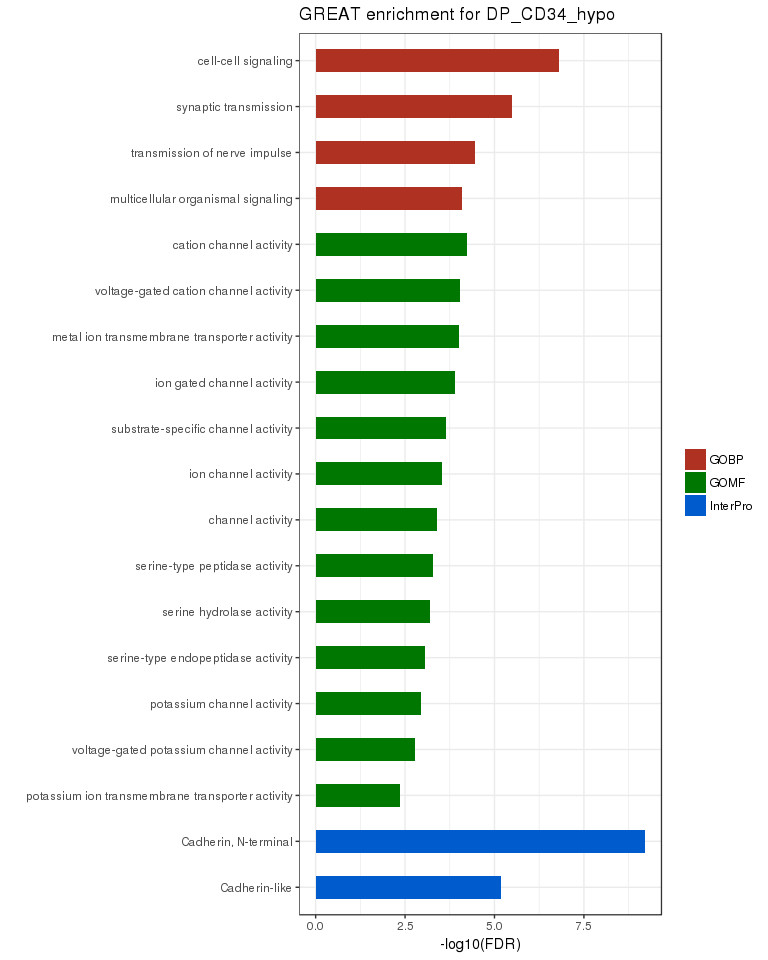 GREAT enrichment for DP_CD34_hypo
cell-cell signaling
synaptic transmission
transmission of nerve impulse
multicellular organismal signaling
cation channel activity
voltage-gated cation channel activity
metal ion transmembrane transporter activity
ion gated channel activity
substrate-specific channel activity
ion channel activity
channel activity
serine-type peptidase activity
serine hydrolase activity
serine-type endopeptidase activity
potassium channel activity
voltage-gated potassium channel activity
potassium ion transmembrane transporter activity
Cadherin, N-terminal
Cadherin-like
0.0 2.5 5.0 7.5
-log10(FDR)
GOBP
GOMF
InterPro